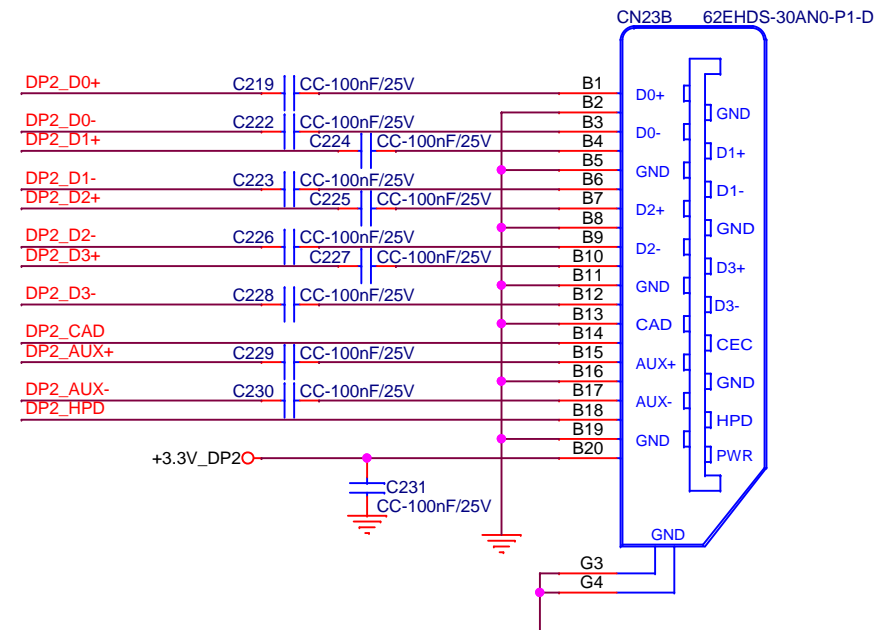 CN23B 62EHDS-30AN0-P1-D
DP2_D0+ C219 CC-100nF/25V B1 D0+
B2 GND
DP2_D0- C222 CC-100nF/25V B3 D0-
DP2_D1+ C224 CC-100nF/25V B4 D1+
B5 GND
DP2_D1- C223 CC-100nF/25V B6 D1-
DP2_D2+ C225 CC-100nF/25V B7 D2+
B8 GND
DP2_D2- C226 CC-100nF/25V B9 D2-
DP2_D3+ C227 CC-100nF/25V B10 D3+
B11 GND
DP2_D3- C228 CC-100nF/25V B12 D3-
B13 CAD
DP2_CAD B14 CEC
DP2_AUX+ C229 CC-100nF/25V B15 AUX+
B16 GND
DP2_AUX- C230 CC-100nF/25V B17 AUX-
DP2_HPD B18 HPD
B19 GND
+3.3V_DP2 B20 PWR
C231
CC-100nF/25V
GND
G3
G4